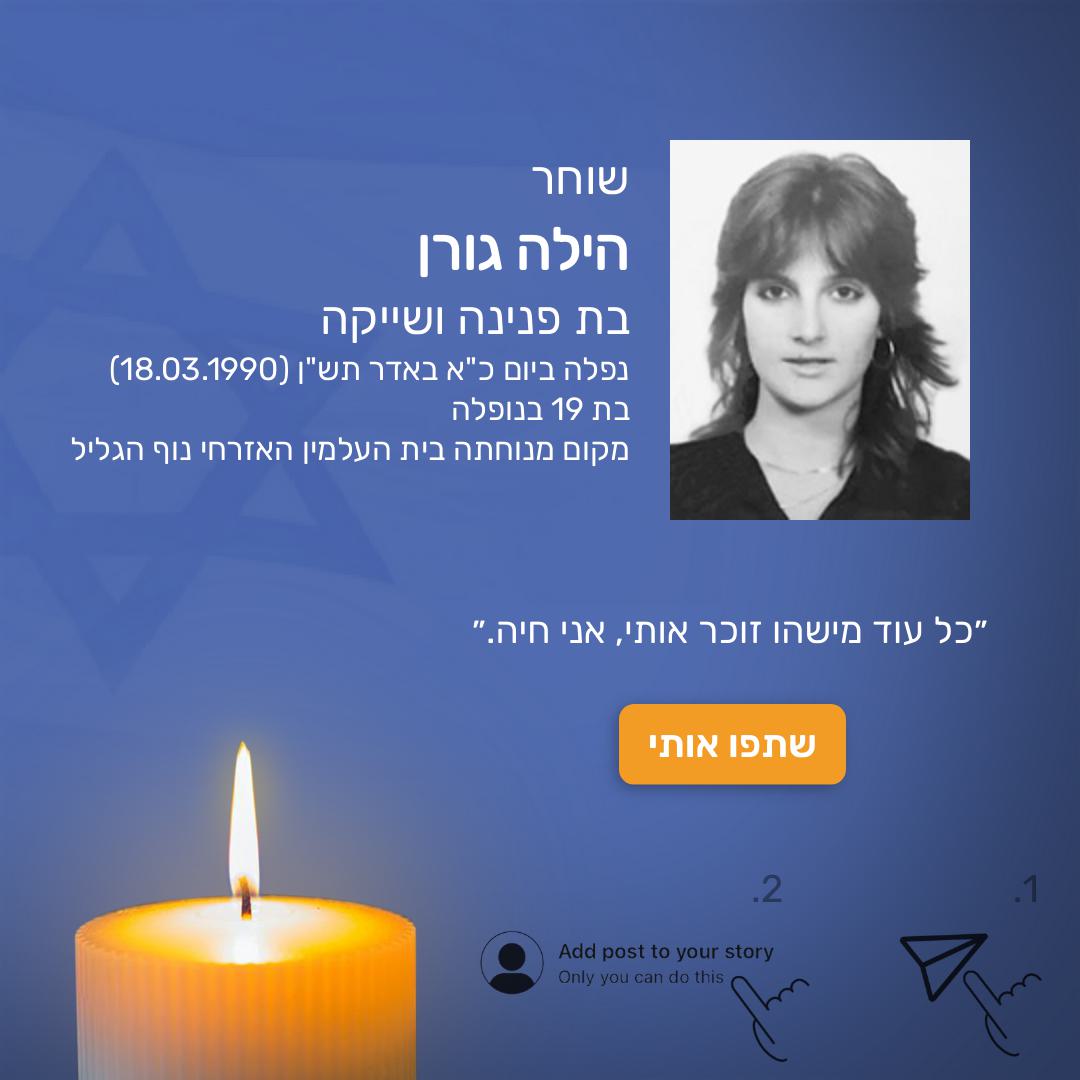 שוחר
הילה גורן
בת פנינה ושייקה
נפלה ביום כ"א באדר תש"ן (18.03.1990)
בת 19 בנופלה
מקום מנוחתה בית העלמין האזרחי נוף הגליל
״כל עוד מישהו זוכר אותי, אני חיה.״
שתפו אותי
1.
2.
Add post to your story
Only you can do this